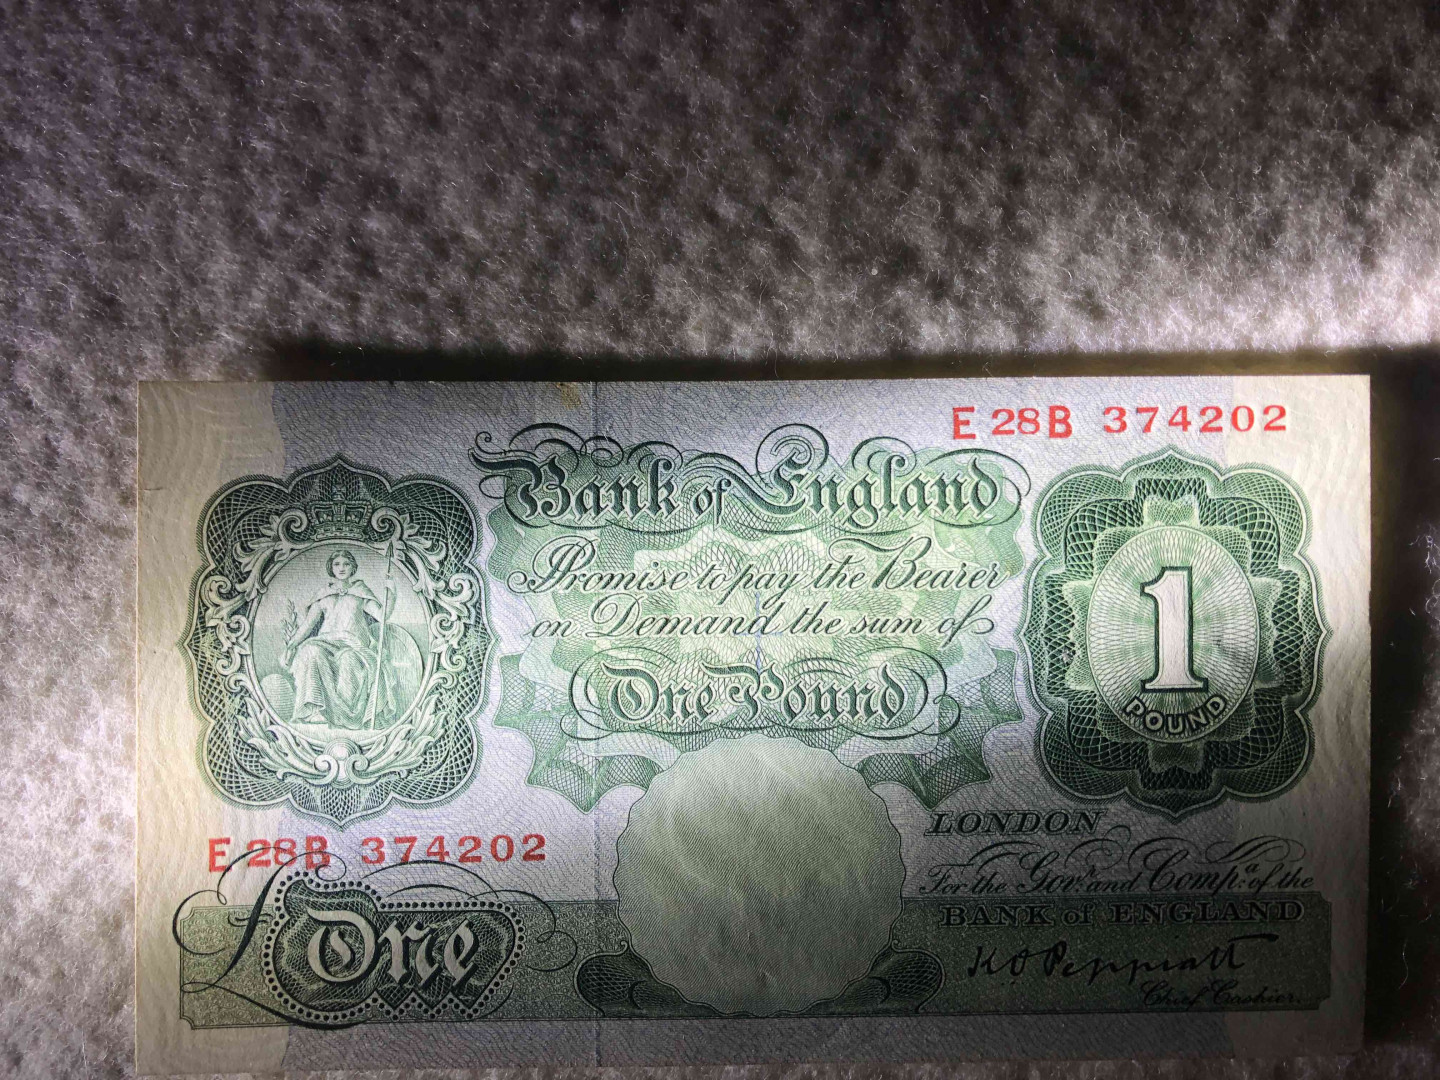 E 28B 374202
Bank of England
Promise to pay the Bearer
on Demand the sum of
One Pound
1
POUND
E 28B 374202
£One
LONDON
For the Govr. and Compa. of the
BANK of ENGLAND
K O Peppiatt
Chief Cashier.